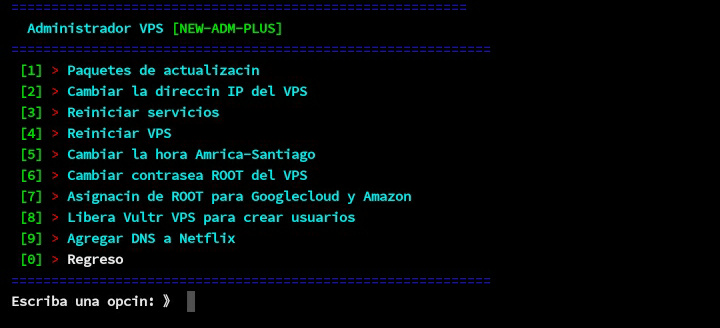 =========================================================
Administrador VPS [NEW-ADM-PLUS]
============================================================
[1] > Paquetes de actualizacin
[2] > Cambiar la direccin IP del VPS
[3] > Reiniciar servicios
[4] > Reiniciar VPS
[5] > Cambiar la hora Amrica-Santiago
[6] > Cambiar contrasea ROOT del VPS
[7] > Asignacin de ROOT para Googlecloud y Amazon
[8] > Libera Vultr VPS para crear usuarios
[9] > Agregar DNS a Netflix
[0] > Regreso
============================================================
Escriba una opcin: 》